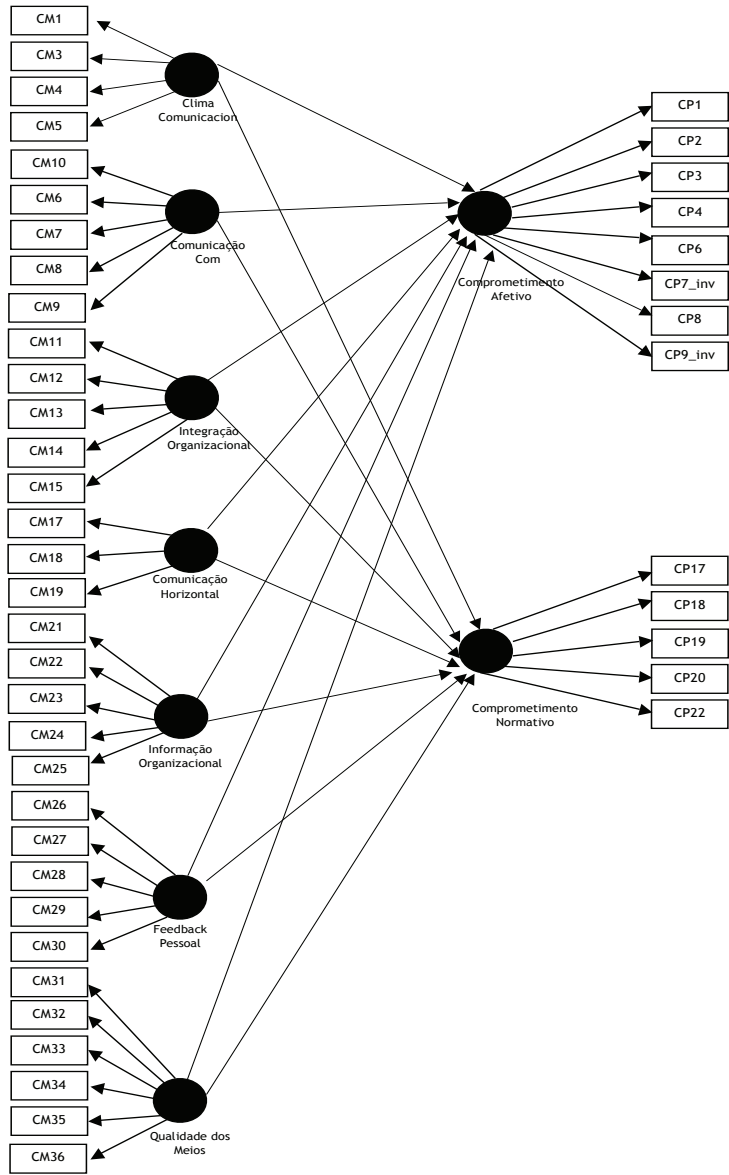 CM1
CM3
CM4
CM5
Clima
Comunicacion
CM10
CM6
CM7
CM8
CM9
Comunicação
Com
CM11
CM12
CM13
CM14
CM15
Integração
Organizacional
CM17
CM18
CM19
Comunicação
Horizontal
CM21
CM22
CM23
CM24
CM25
Informação
Organizacional
CM26
CM27
CM28
CM29
CM30
Feedback
Pessoal
CM31
CM32
CM33
CM34
CM35
CM36
Qualidade dos
Meios
Comprometimento
Afetivo
CP1
CP2
CP3
CP4
CP6
CP7_inv
CP8
CP9_inv
Comprometimento
Normativo
CP17
CP18
CP19
CP20
CP22